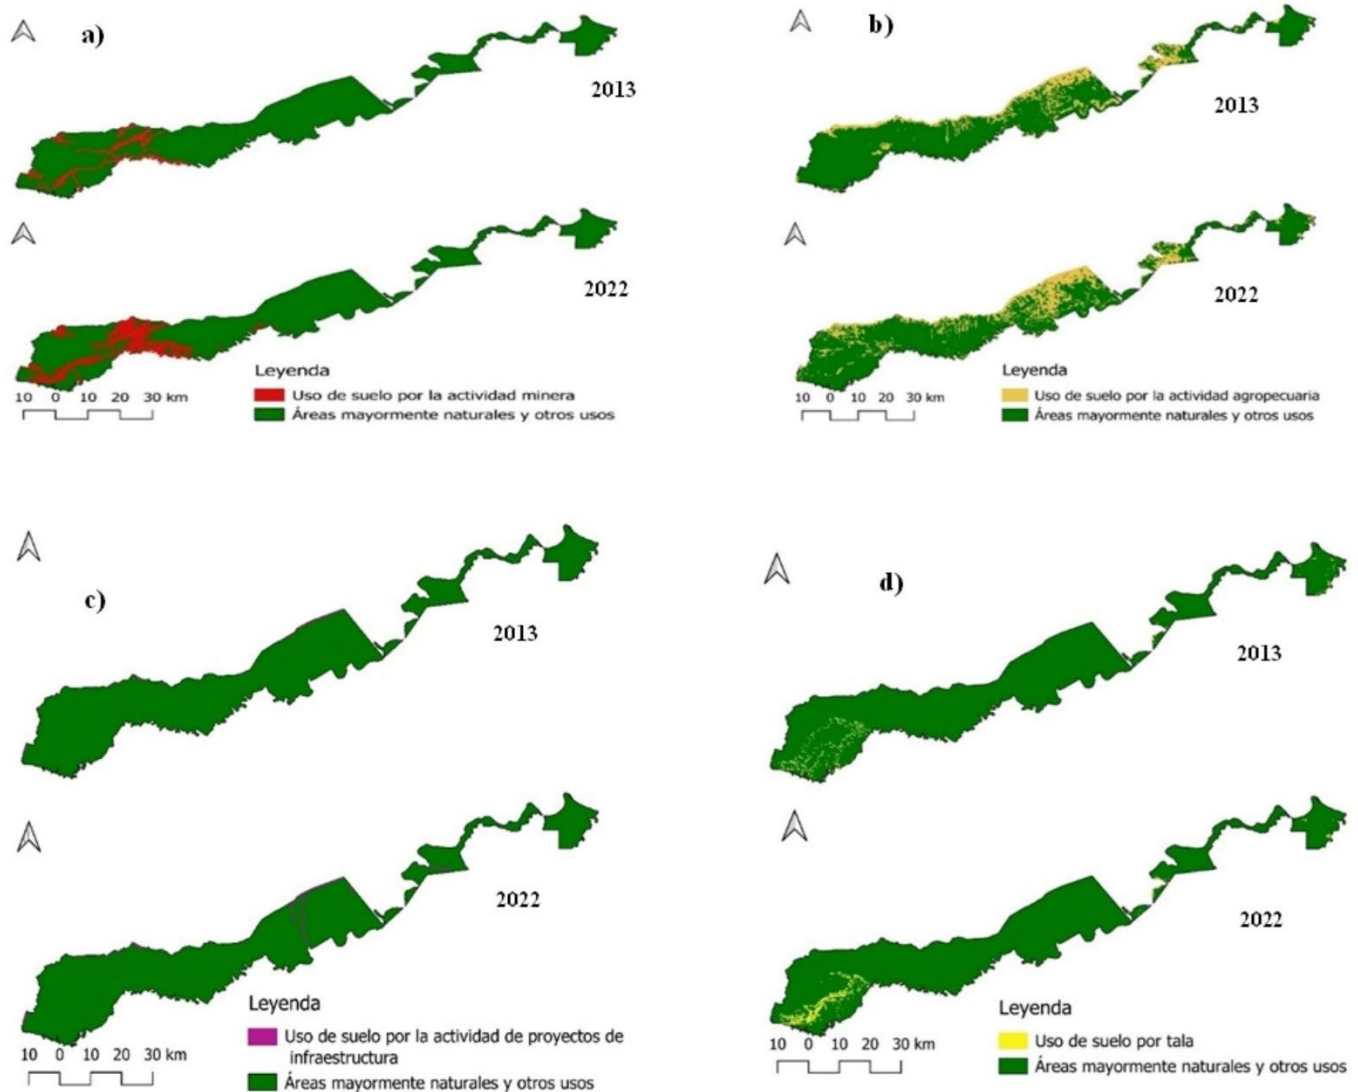 a)
2013
2022
Leyenda
Uso de suelo por la actividad minera
Áreas mayormente naturales y otros usos
10 0 10 20 30 km
b)
2013
2022
Leyenda
Uso de suelo por la actividad agropecuaria
Áreas mayormente naturales y otros usos
10 0 10 20 30 km
c)
2013
2022
Leyenda
Uso de suelo por la actividad de proyectos de
infraestructura
Áreas mayormente naturales y otros usos
10 0 10 20 30 km
d)
2013
2022
Leyenda
Uso de suelo por tala
Áreas mayormente naturales y otros usos
10 0 10 20 30 km